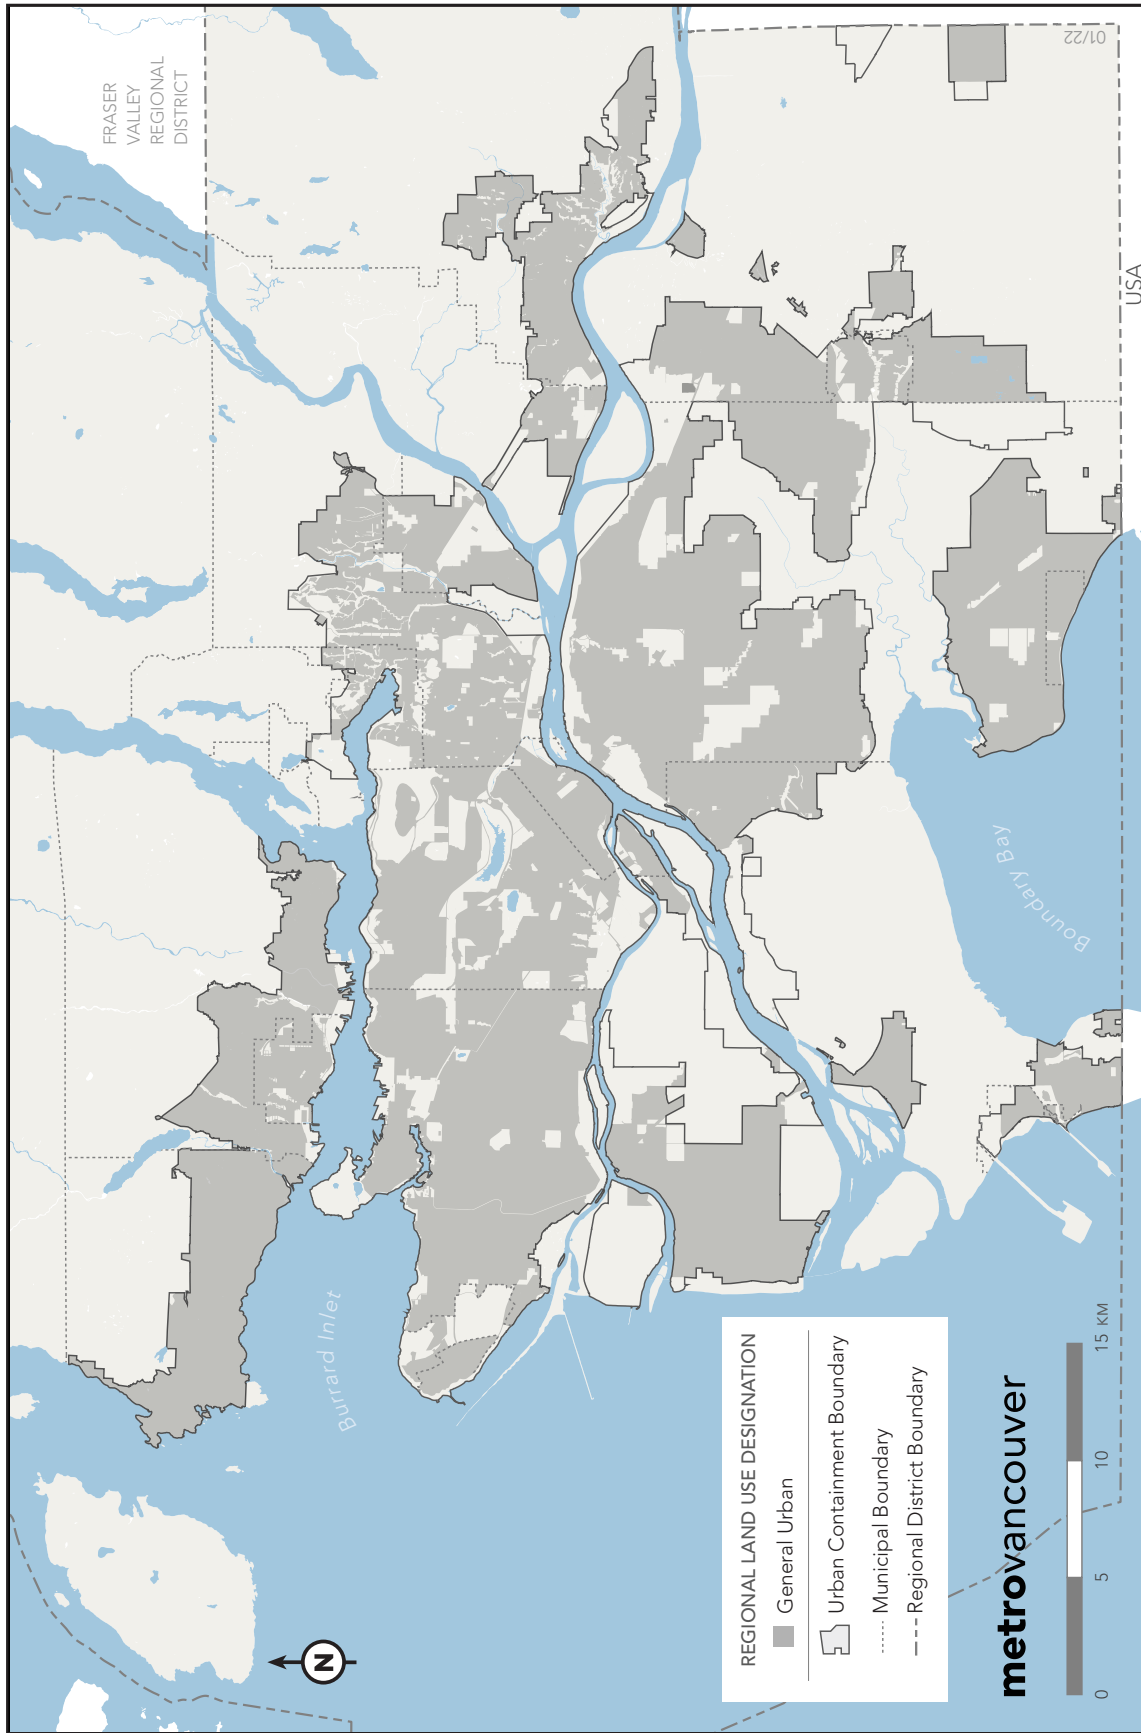 FRASER
VALLEY
REGIONAL
DISTRICT
01/22
USA
Burrard Inlet
Boundary Bay
REGIONAL LAND USE DESIGNATION
General Urban
Urban Containment Boundary
Municipal Boundary
Regional District Boundary
N
metrovancouver
0 5 10 15 KM